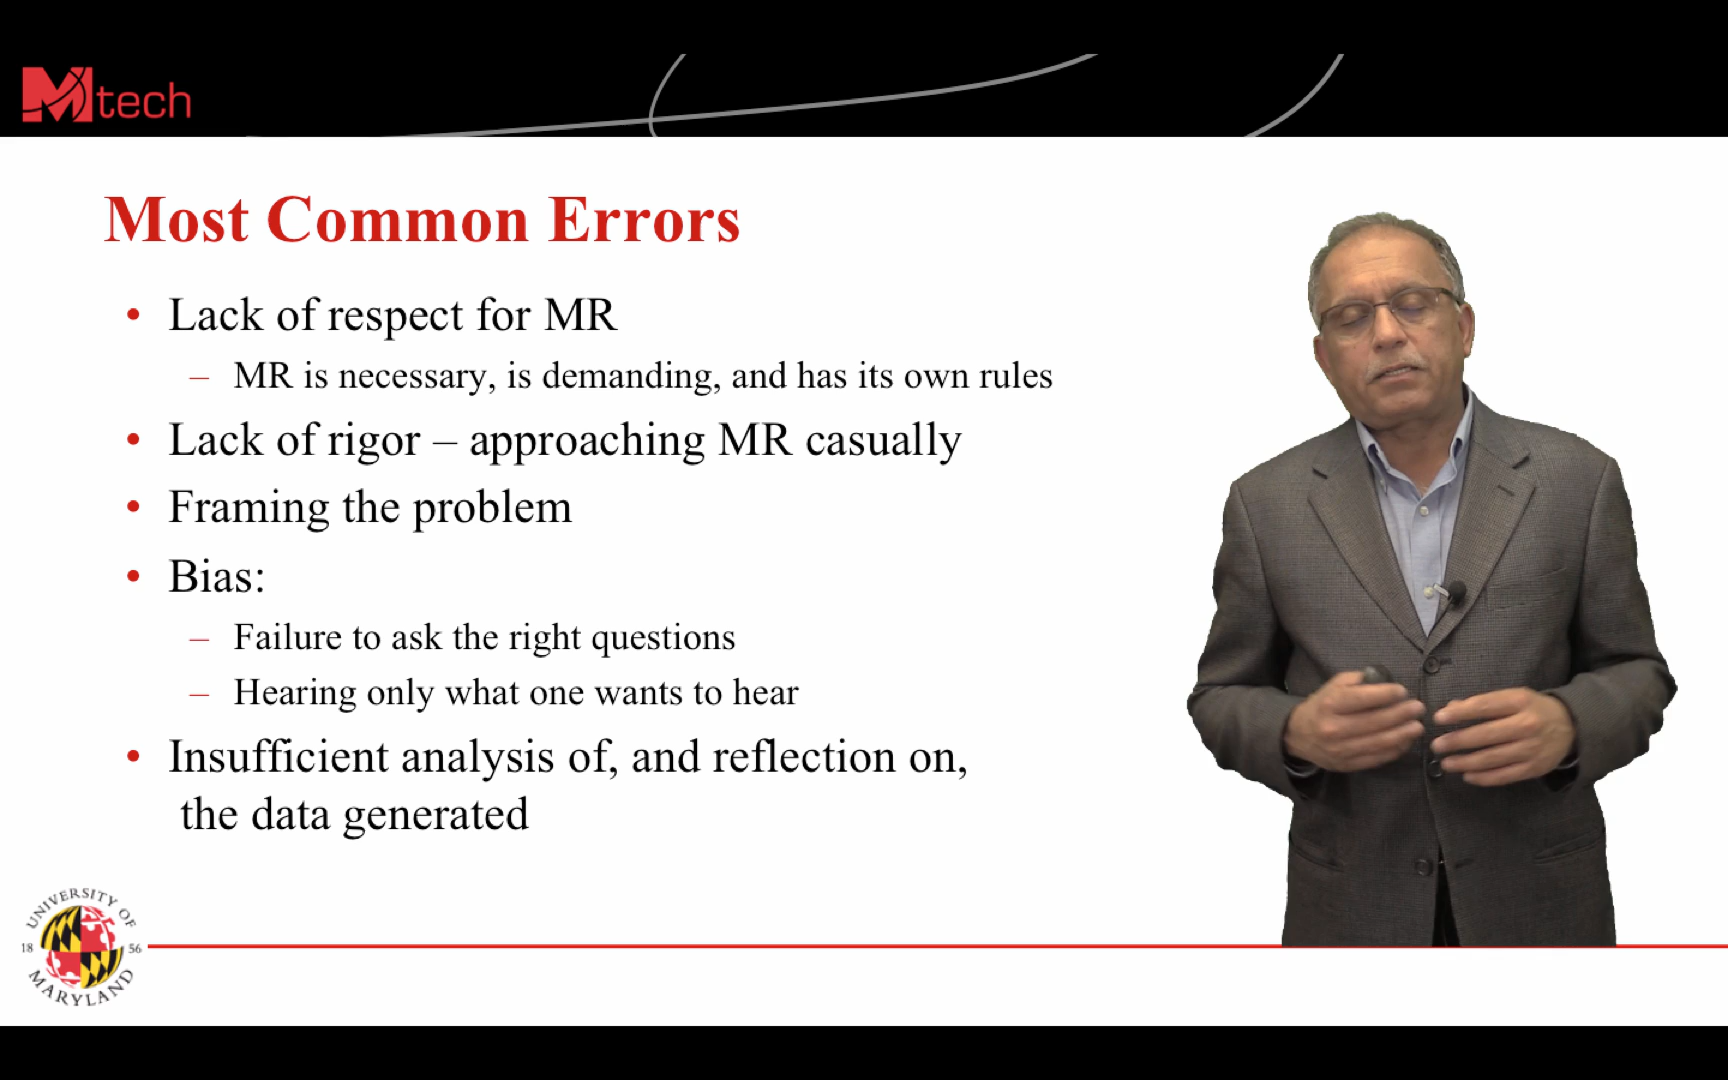 Mtech
Most Common Errors
• Lack of respect for MR
– MR is necessary, is demanding, and has its own rules
• Lack of rigor – approaching MR casually
• Framing the problem
• Bias:
– Failure to ask the right questions
– Hearing only what one wants to hear
• Insufficient analysis of, and reflection on,
the data generated
UNIVERSITY OF
18 56
MARYLAND